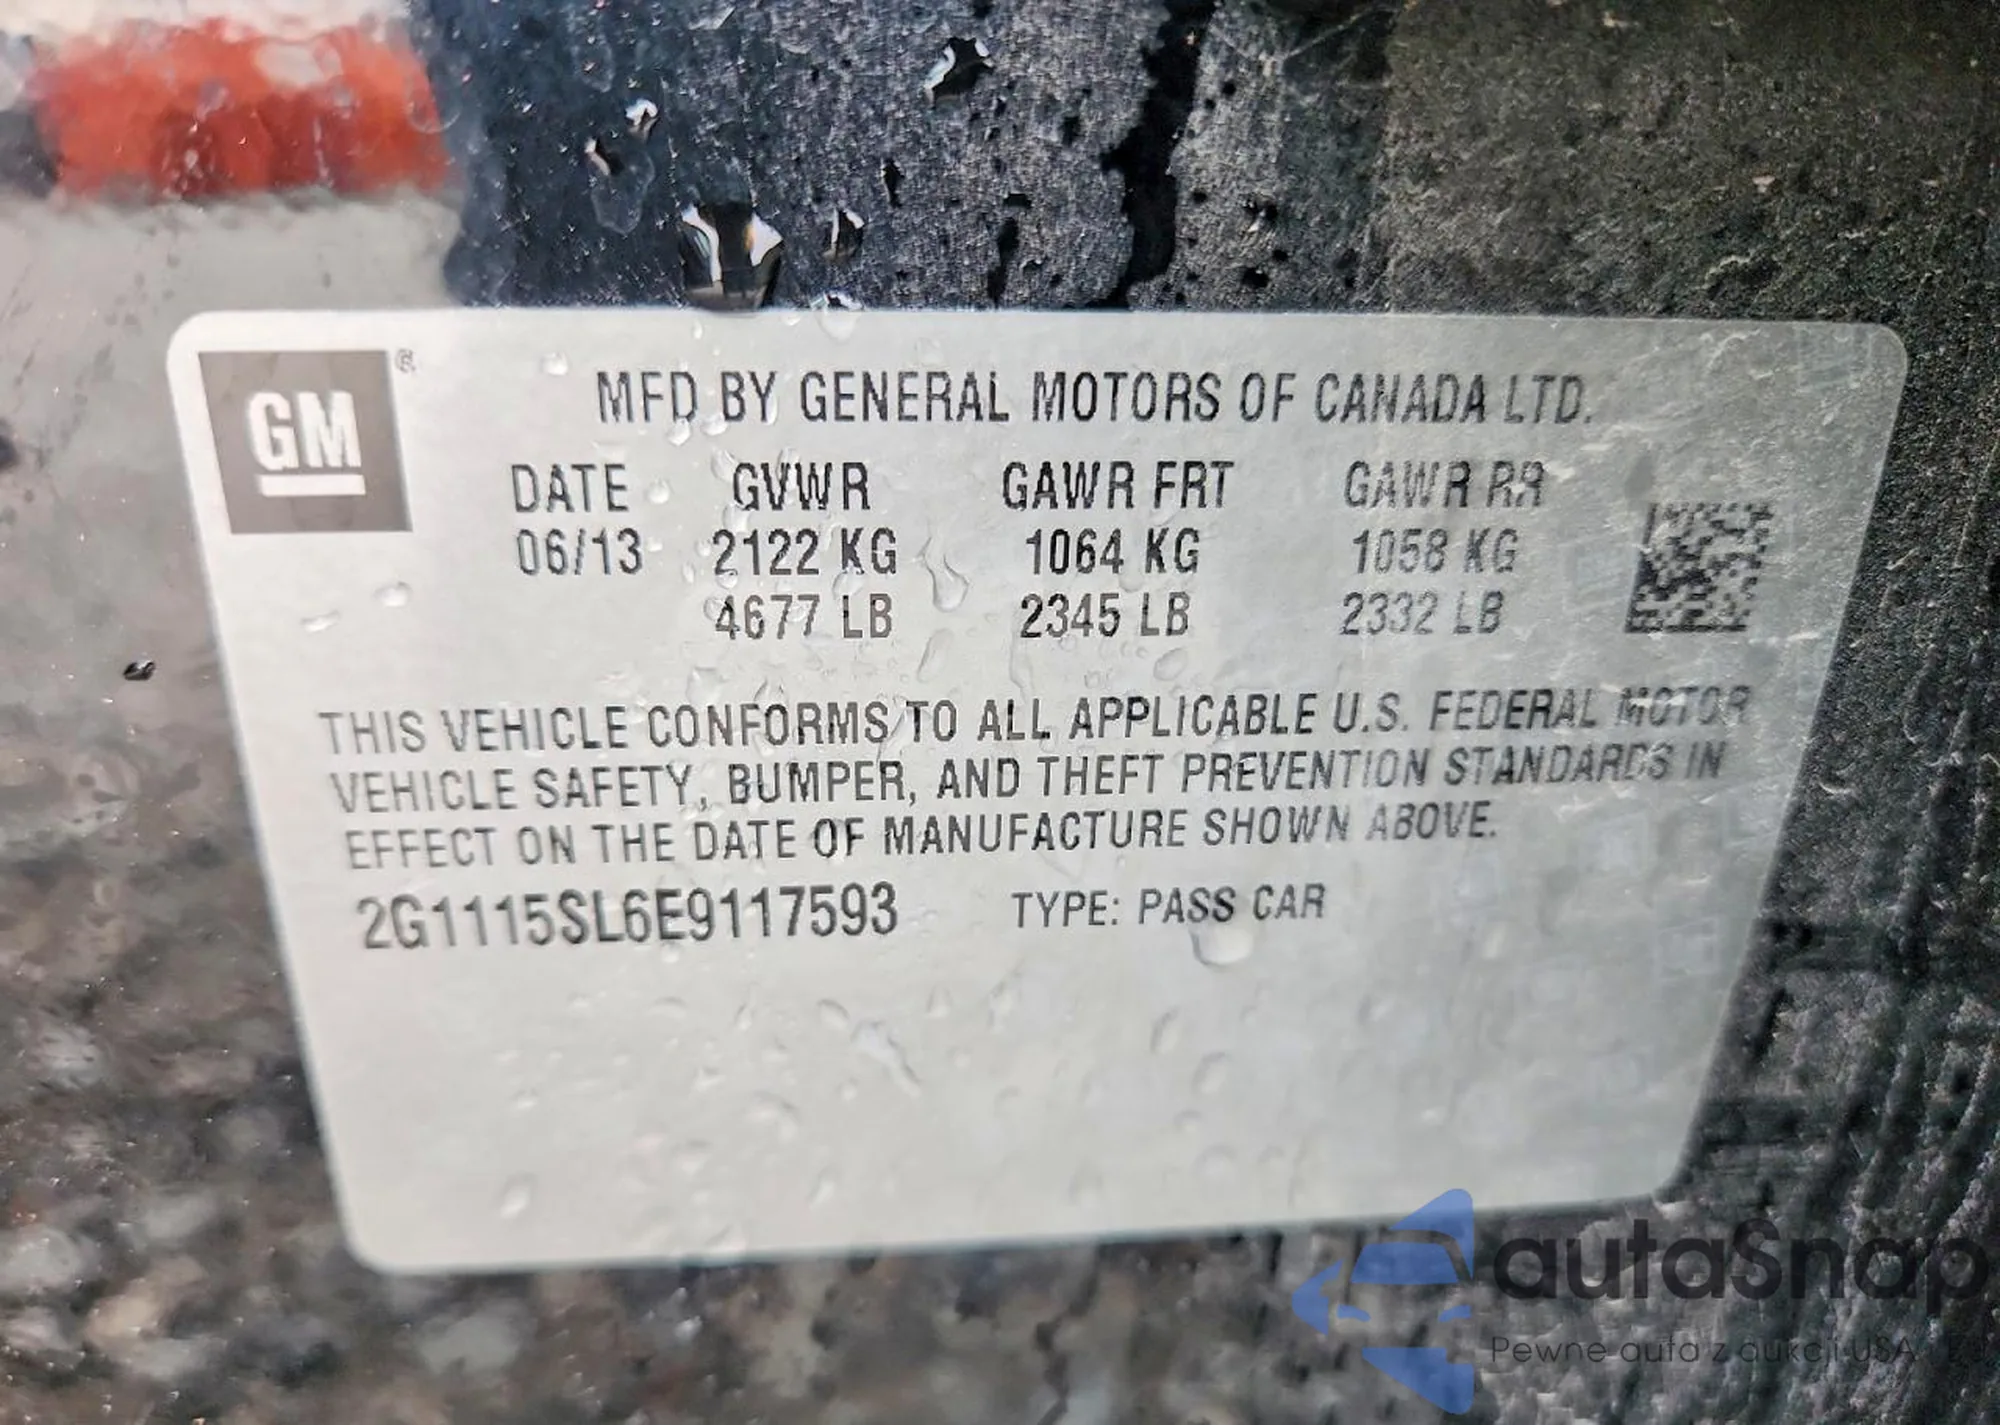 GM
MFD BY GENERAL MOTORS OF CANADA LTD.
DATE GVWR GAWR FRT GAWR RR
06/13 2122 KG 1064 KG 1058 KG
4677 LB 2345 LB 2332 LB
THIS VEHICLE CONFORMS TO ALL APPLICABLE U.S. FEDERAL MOTOR
VEHICLE SAFETY, BUMPER, AND THEFT PREVENTION STANDARDS IN
EFFECT ON THE DATE OF MANUFACTURE SHOWN ABOVE.
2G1115SL6E9117593 TYPE: PASS CAR
autaSnap
Pewne auta z aukcji USA